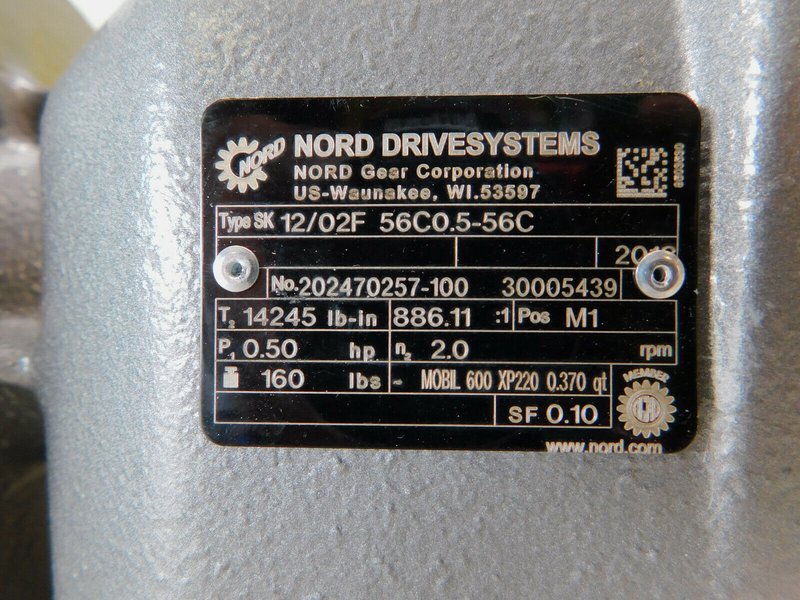 NORD
NORD DRIVESYSTEMS
NORD Gear Corporation
US-Waunakee, WI.53597
Type SK 12/02F 56C0.5-56C
No. 202470257-100 30005439
T₂ 14245 lb-in 886.11 :1 Pos M1
P₁ 0.50 hp n₂ 2.0 rpm
160 lbs - MOBIL 600 XP220 0.370 qt
MEMBER
SF 0.10
www.nord.com